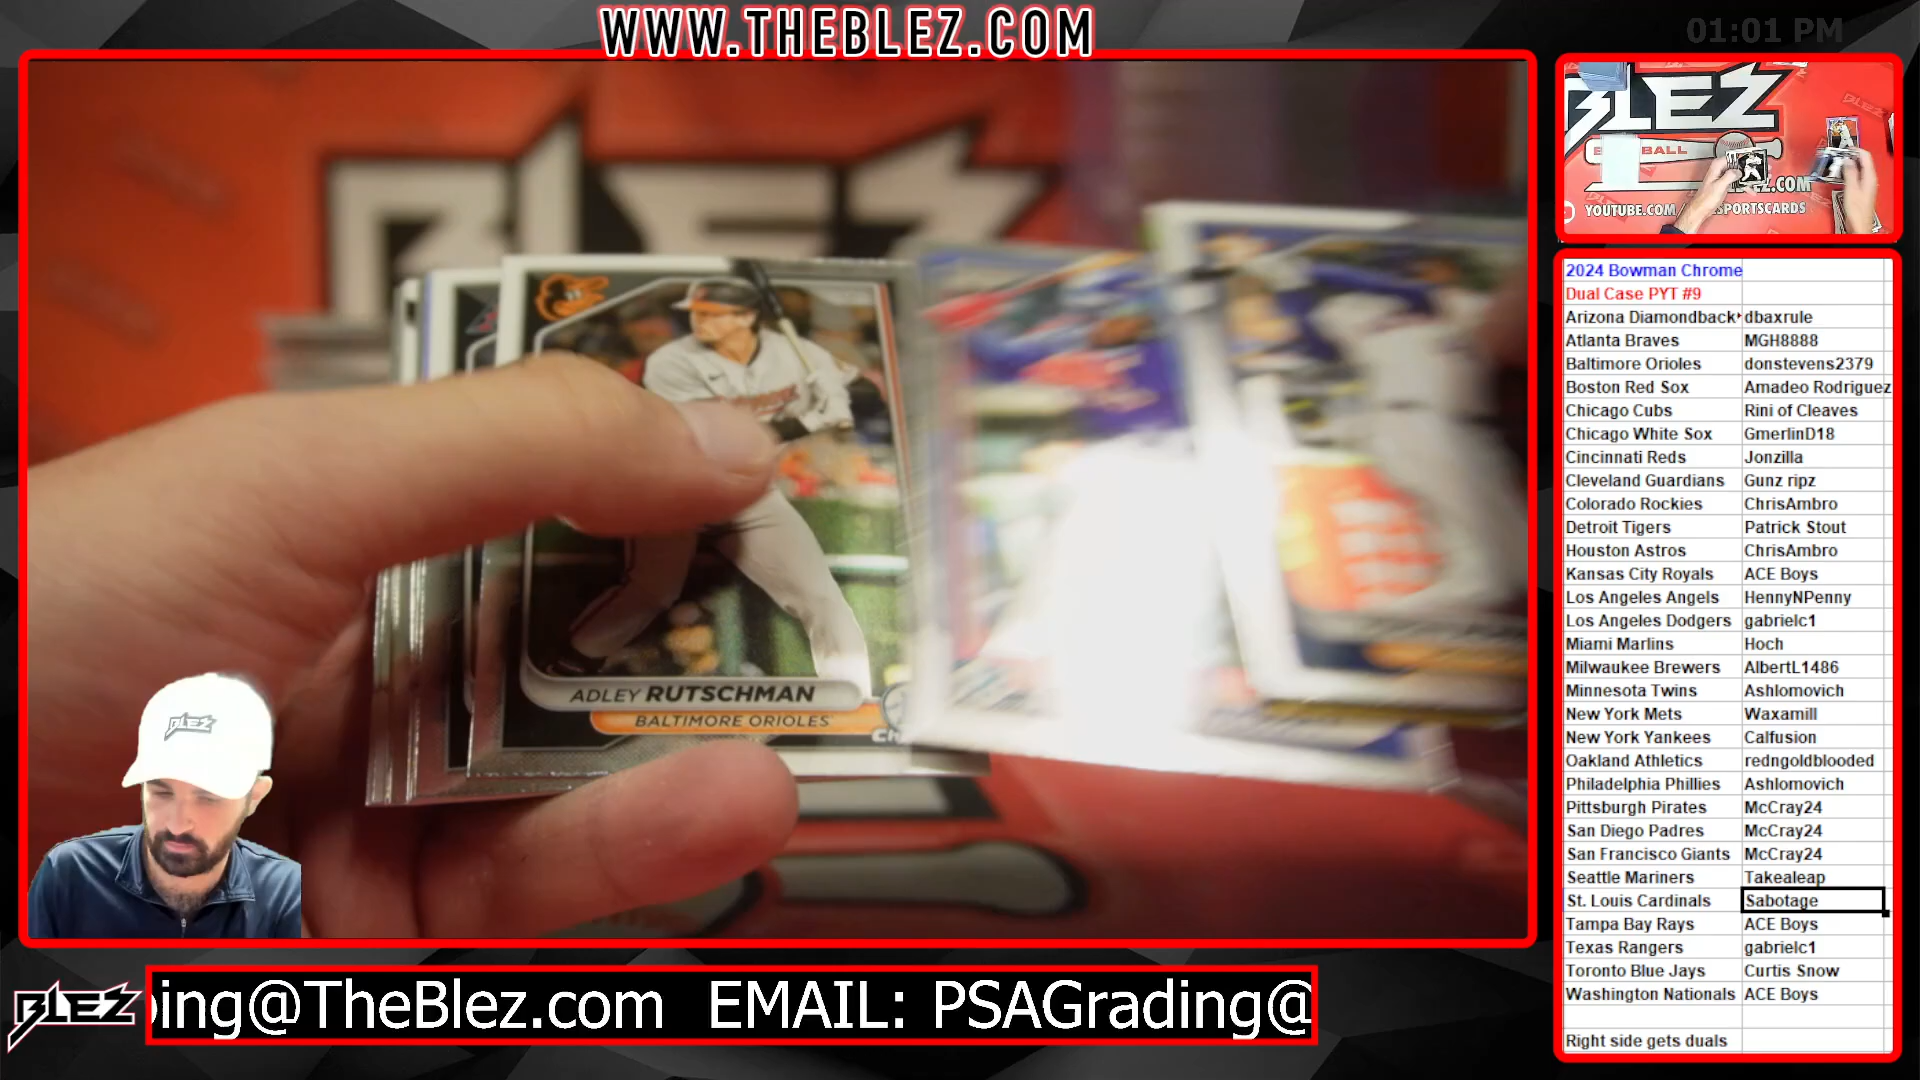 WWW.THEBLEZ.COM
01:01 PM
BLEZ
ADLEY RUTSCHMAN
BALTIMORE ORIOLES
BLEZ
BLEZ
YOUTUBE.COM/
SPORTSCARDS
2024 Bowman Chrome
Dual Case PYT #9
Arizona Diamondback dbaxrule
Atlanta Braves MGH8888
Baltimore Orioles donstevens2379
Boston Red Sox Amadeo Rodriguez
Chicago Cubs Rini of Cleaves
Chicago White Sox GmerlinD18
Cincinnati Reds Jonzilla
Cleveland Guardians Gunz ripz
Colorado Rockies ChrisAmbro
Detroit Tigers Patrick Stout
Houston Astros ChrisAmbro
Kansas City Royals ACE Boys
Los Angeles Angels HennyNPenny
Los Angeles Dodgers gabrielc1
Miami Marlins Hoch
Milwaukee Brewers AlbertL1486
Minnesota Twins Ashlomovich
New York Mets Waxamill
New York Yankees Calfusion
Oakland Athletics redngoldblooded
Philadelphia Phillies Ashlomovich
Pittsburgh Pirates McCray24
San Diego Padres McCray24
San Francisco Giants McCray24
Seattle Mariners Takealeap
St. Louis Cardinals Sabotage
Tampa Bay Rays ACE Boys
Texas Rangers gabrielc1
Toronto Blue Jays Curtis Snow
Washington Nationals ACE Boys
Right side gets duals
BLEZ
ping@TheBlez.com EMAIL: PSAGrading@